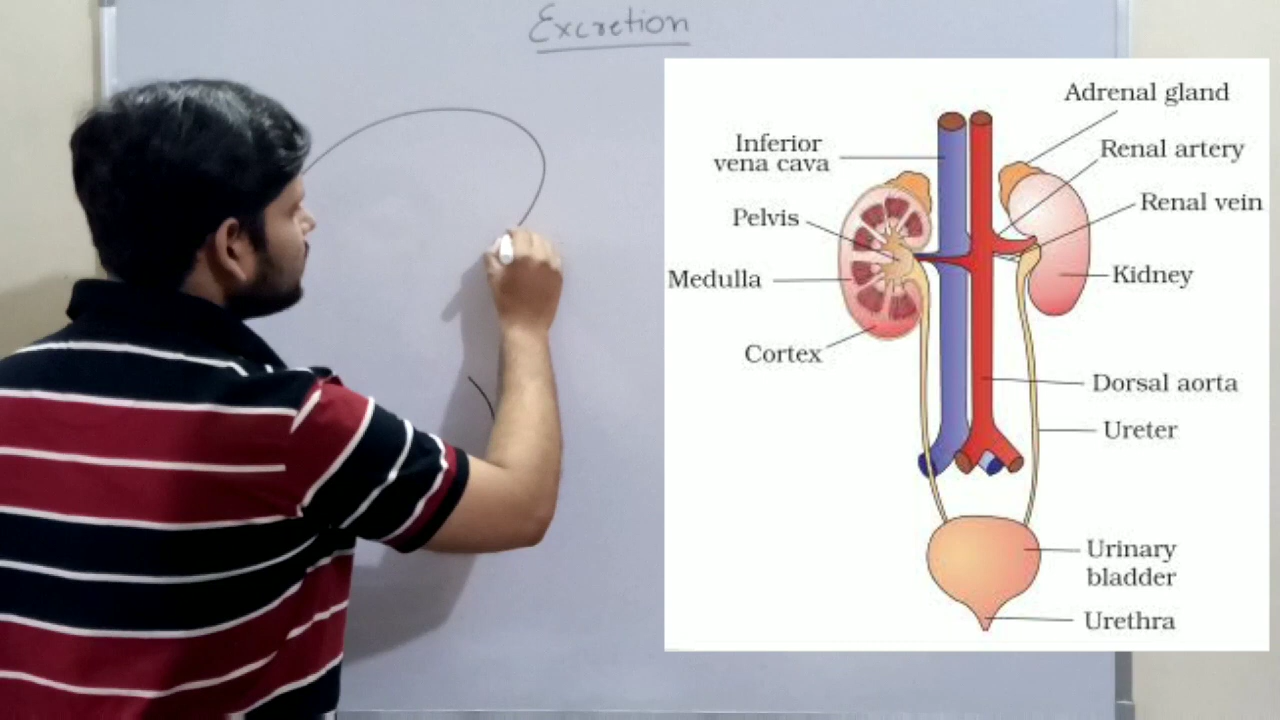 Excretion
Adrenal gland
Inferior
vena cava
Renal artery
Renal vein
Pelvis
Medulla
Kidney
Cortex
Dorsal aorta
Ureter
Urinary
bladder
Urethra